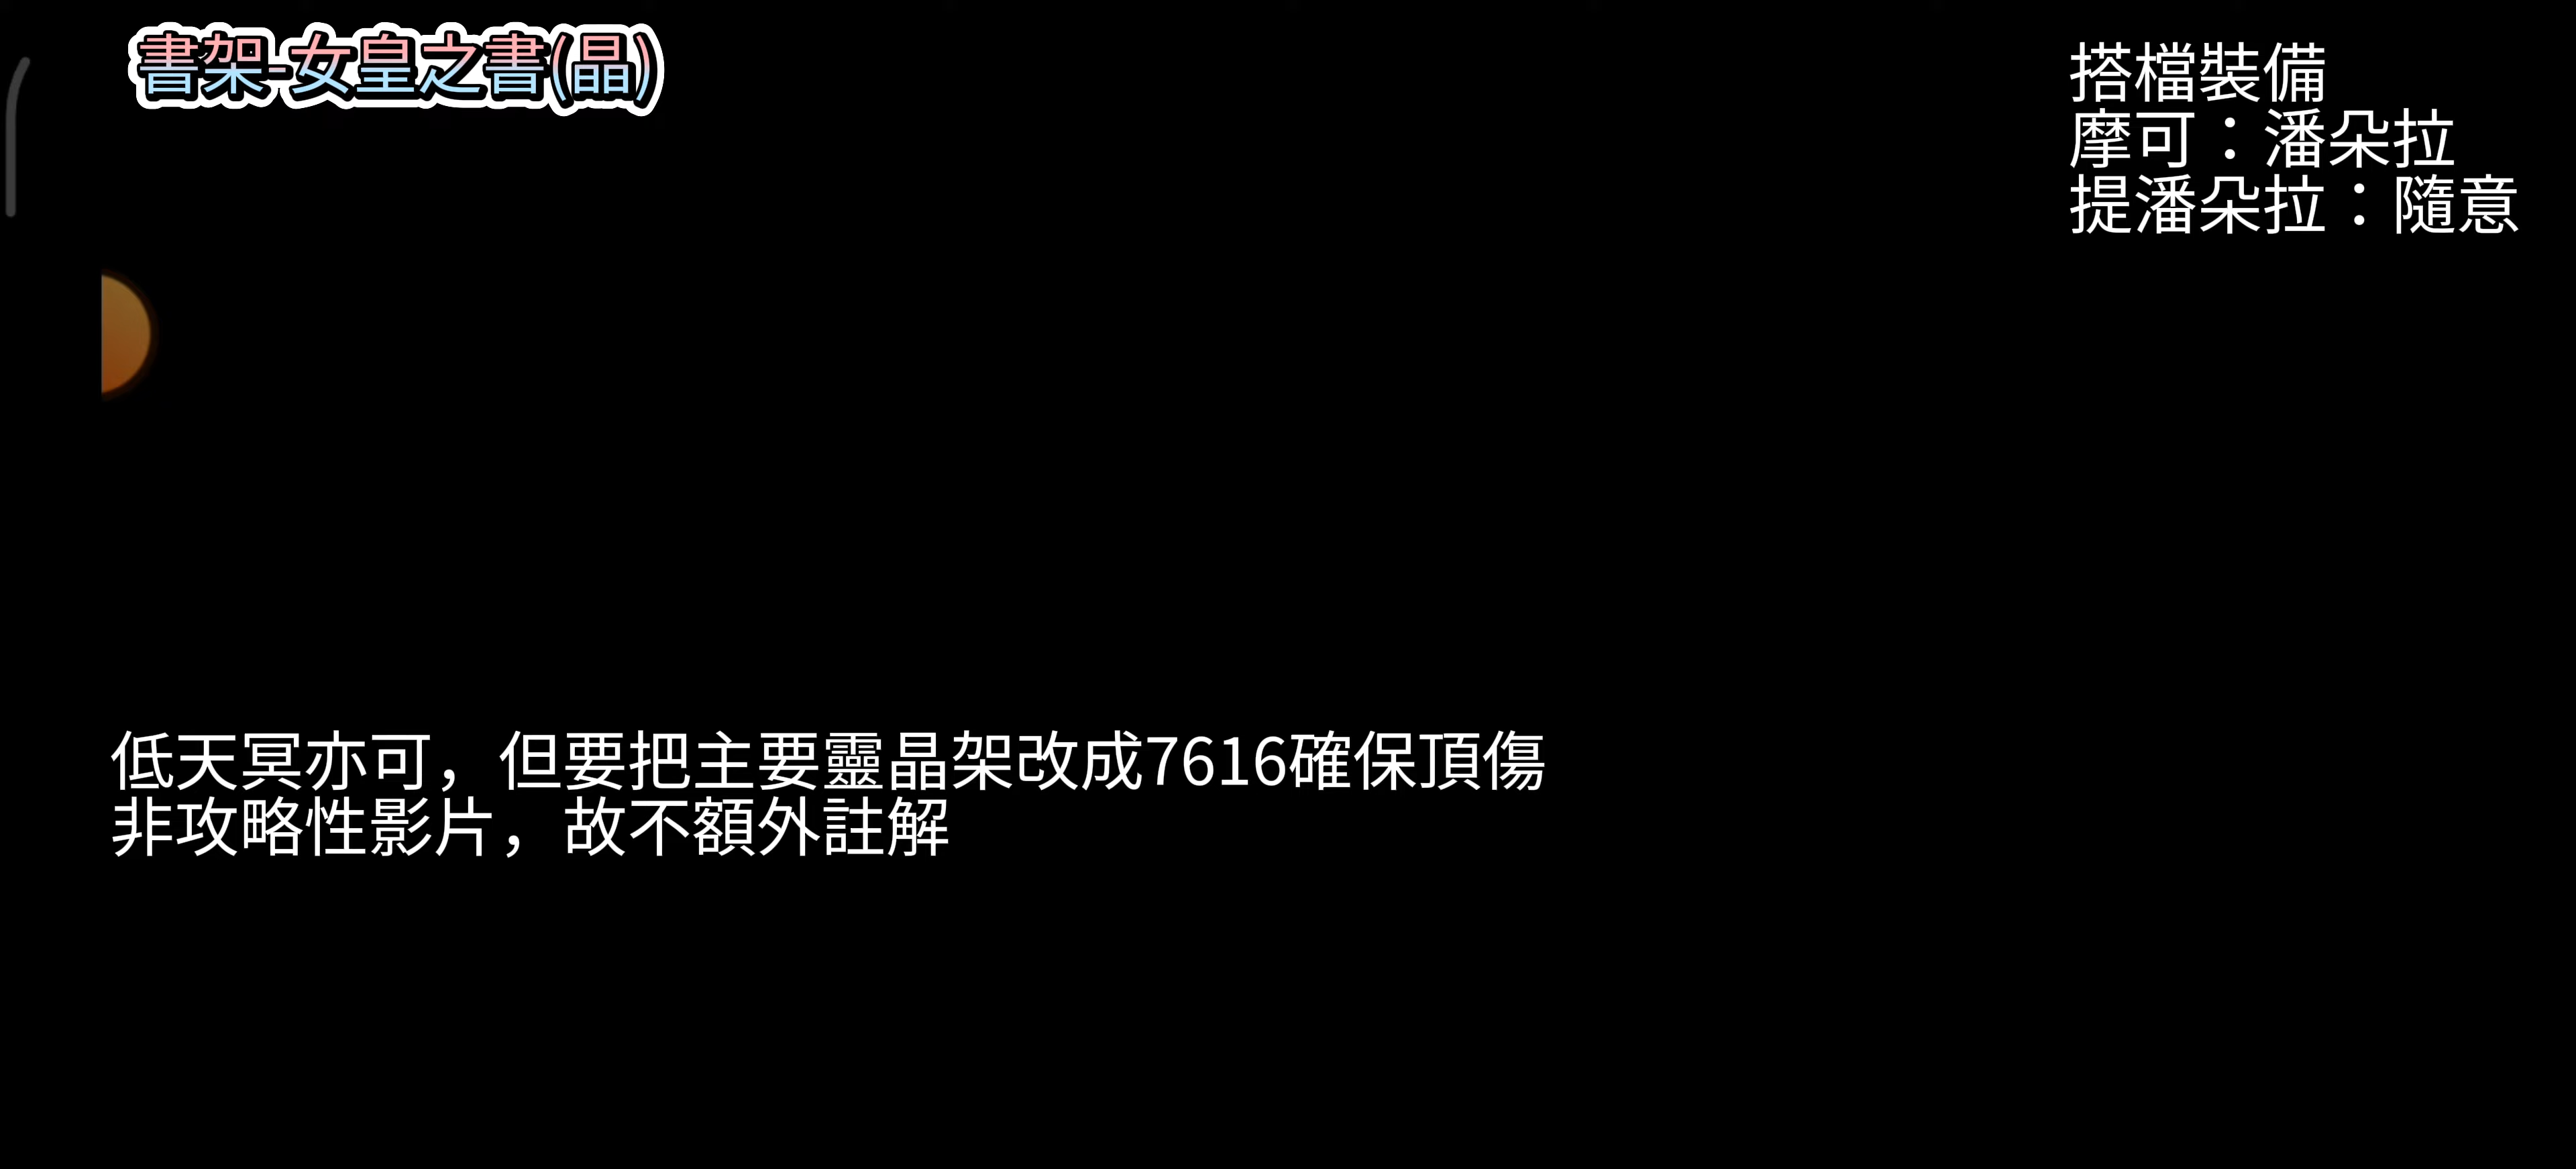 書架-女皇之書(晶)
搭檔裝備
摩可：潘朵拉
提潘朵拉：隨意
低天冥亦可，但要把主要靈晶架改成7616確保頂傷
非攻略性影片，故不額外註解